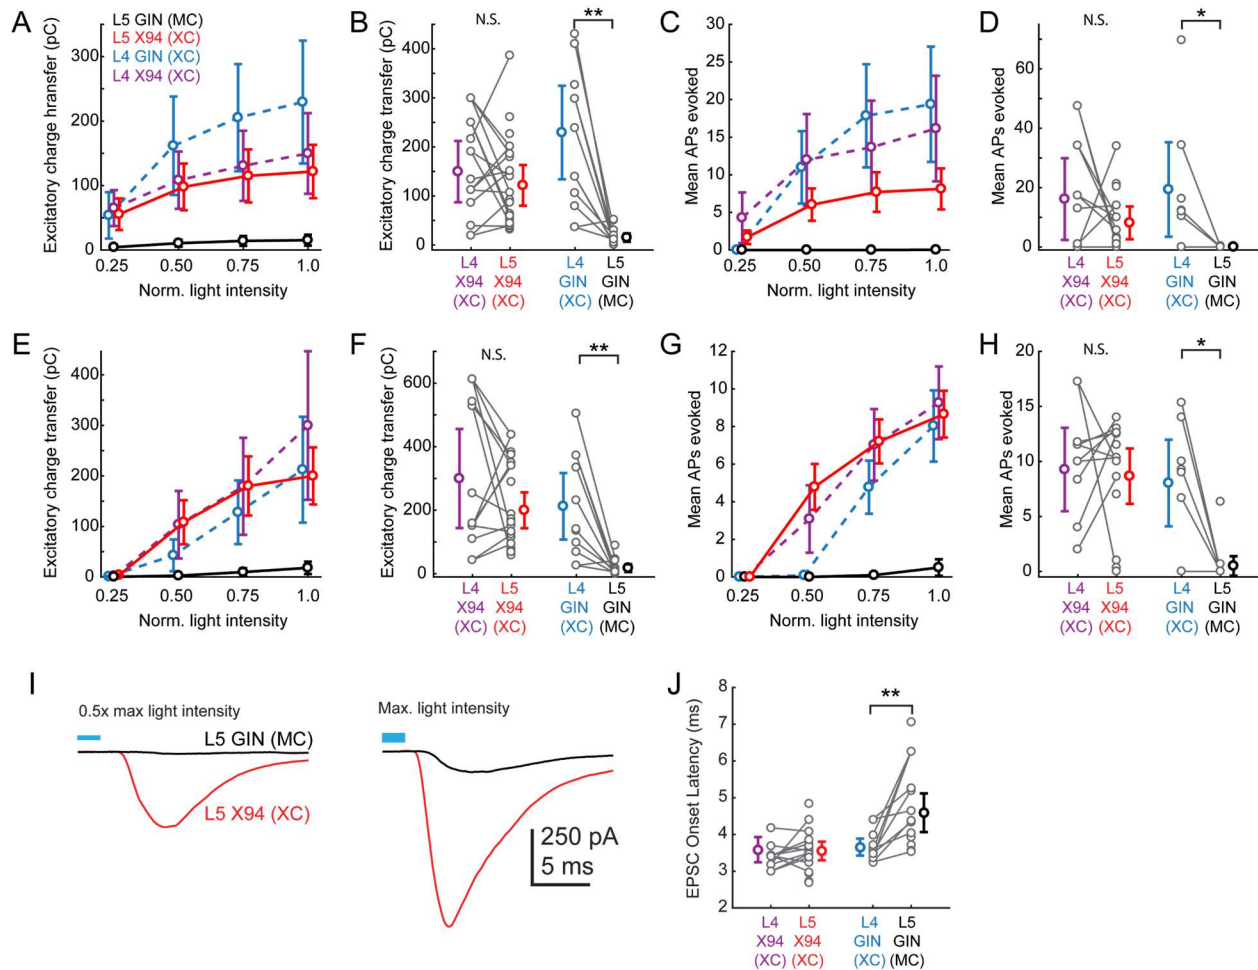 A
L5 GIN (MC)
L5 X94 (XC)
L4 GIN (XC)
L4 X94 (XC)
Excitatory charge hransfer (pC)
300
200
100
0
0.25 0.50 0.75 1.0
Norm. light intensity
B
N.S.
**
Excitatory charge transfer (pC)
400
300
200
100
0
L4 L5 L4 L5
X94 X94 GIN GIN
(XC) (XC) (XC) (MC)
C
Mean APs evoked
30
25
20
15
10
5
0
0.25 0.50 0.75 1.0
Norm. light intensity
D
N.S.
*
Mean APs evoked
60
40
20
0
L4 L5 L4 L5
X94 X94 GIN GIN
(XC) (XC) (XC) (MC)
E
Excitatory charge transfer (pC)
400
300
200
100
0
0.25 0.50 0.75 1.0
Norm. light intensity
F
N.S.
**
Excitatory charge transfer (pC)
600
400
200
0
L4 L5 L4 L5
X94 X94 GIN GIN
(XC) (XC) (XC) (MC)
G
Mean APs evoked
12
10
8
6
4
2
0
0.25 0.50 0.75 1.0
Norm. light intensity
H
N.S.
*
Mean APs evoked
20
15
10
5
0
L4 L5 L4 L5
X94 X94 GIN GIN
(XC) (XC) (XC) (MC)
I
0.5x max light intensity
L5 GIN (MC)
L5 X94 (XC)
Max. light intensity
250 pA
5 ms
J
**
EPSC Onset Latency (ms)
8
7
6
5
4
3
2
L4 L5 L4 L5
X94 X94 GIN GIN
(XC) (XC) (XC) (MC)